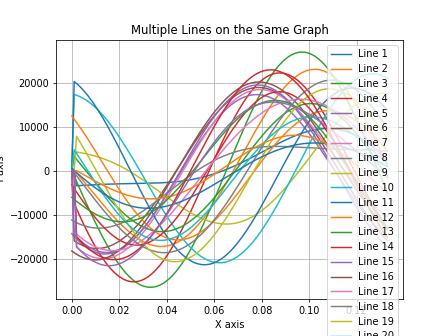 Multiple Lines on the Same Graph
20000
10000
0
−10000
−20000
0.00 0.02 0.04 0.06 0.08 0.10
X axis
Line 1
Line 2
Line 3
Line 4
Line 5
Line 6
Line 7
Line 8
Line 9
Line 10
Line 11
Line 12
Line 13
Line 14
Line 15
Line 16
Line 17
Line 18
Line 19
Line 20